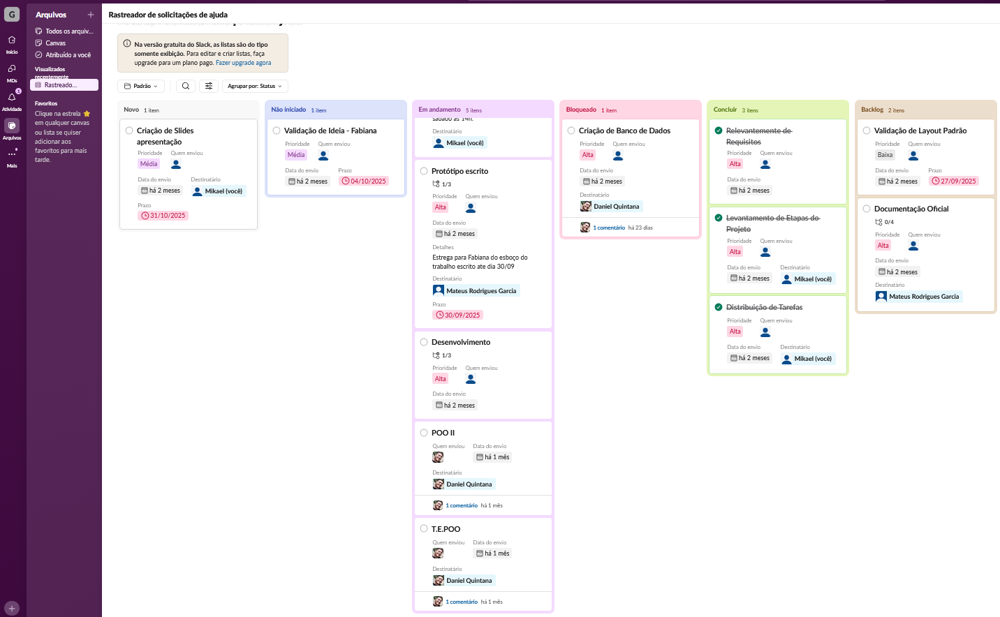 G
Início
MDs
1
Atividade
Arquivos
Mais
Arquivos
Todos os arquiv...
Canvas
Atribuído a você
Visualizados
recentemente
Rastreado...
Favoritos
Clique na estrela
em qualquer canvas
ou lista se quiser
adicionar aos
favoritos para mais
tarde.
Rastreador de solicitações de ajuda
Na versão gratuita do Slack, as listas são do tipo
somente exibição. Para editar e criar listas, faça
upgrade para um plano pago. Fazer upgrade agora
Padrão
Agrupar por: Status
Novo 1 item
Criação de Slides
apresentação
Prioridade Quem enviou
Média
Data do envio Destinatário
há 2 meses Mikael (você)
Prazo
31/10/2025
Não iniciado 1 item
Validação de Ideia - Fabiana
Prioridade Quem enviou
Média
Data do envio Prazo
há 2 meses 04/10/2025
Em andamento 5 itens
sábado às 14h.
Destinatário
Mikael (você)
Protótipo escrito
1/3
Prioridade Quem enviou
Alta
Data do envio
há 2 meses
Detalhes
Estrega para Fabiana do esboço do
trabalho escrito ate dia 30/09
Destinatário
Mateus Rodrigues Garcia
Prazo
30/09/2025
Desenvolvimento
1/3
Prioridade Quem enviou
Alta
Data do envio
há 2 meses
POO II
Quem enviou Data do envio
há 1 mês
Destinatário
Daniel Quintana
1 comentário há 1 mês
T.E.POO
Quem enviou Data do envio
há 1 mês
Destinatário
Daniel Quintana
1 comentário há 1 mês
Bloqueado 1 item
Criação de Banco de Dados
Prioridade Quem enviou
Alta
Data do envio
há 2 meses
Destinatário
Daniel Quintana
1 comentário há 23 dias
Concluir 3 itens
Relevantemente de
Requisitos
Prioridade Quem enviou
Alta
Data do envio
há 2 meses
Levantamento de Etapas do
Projeto
Prioridade Quem enviou
Alta
Data do envio Destinatário
há 2 meses Mikael (você)
Distribuição de Tarefas
Prioridade Quem enviou
Alta
Data do envio Destinatário
há 2 meses Mikael (você)
Backlog 2 itens
Validação de Layout Padrão
Prioridade Quem enviou
Baixa
Data do envio Prazo
há 2 meses 27/09/2025
Documentação Oficial
0/4
Prioridade Quem enviou
Alta
Data do envio
há 2 meses
Destinatário
Mateus Rodrigues Garcia